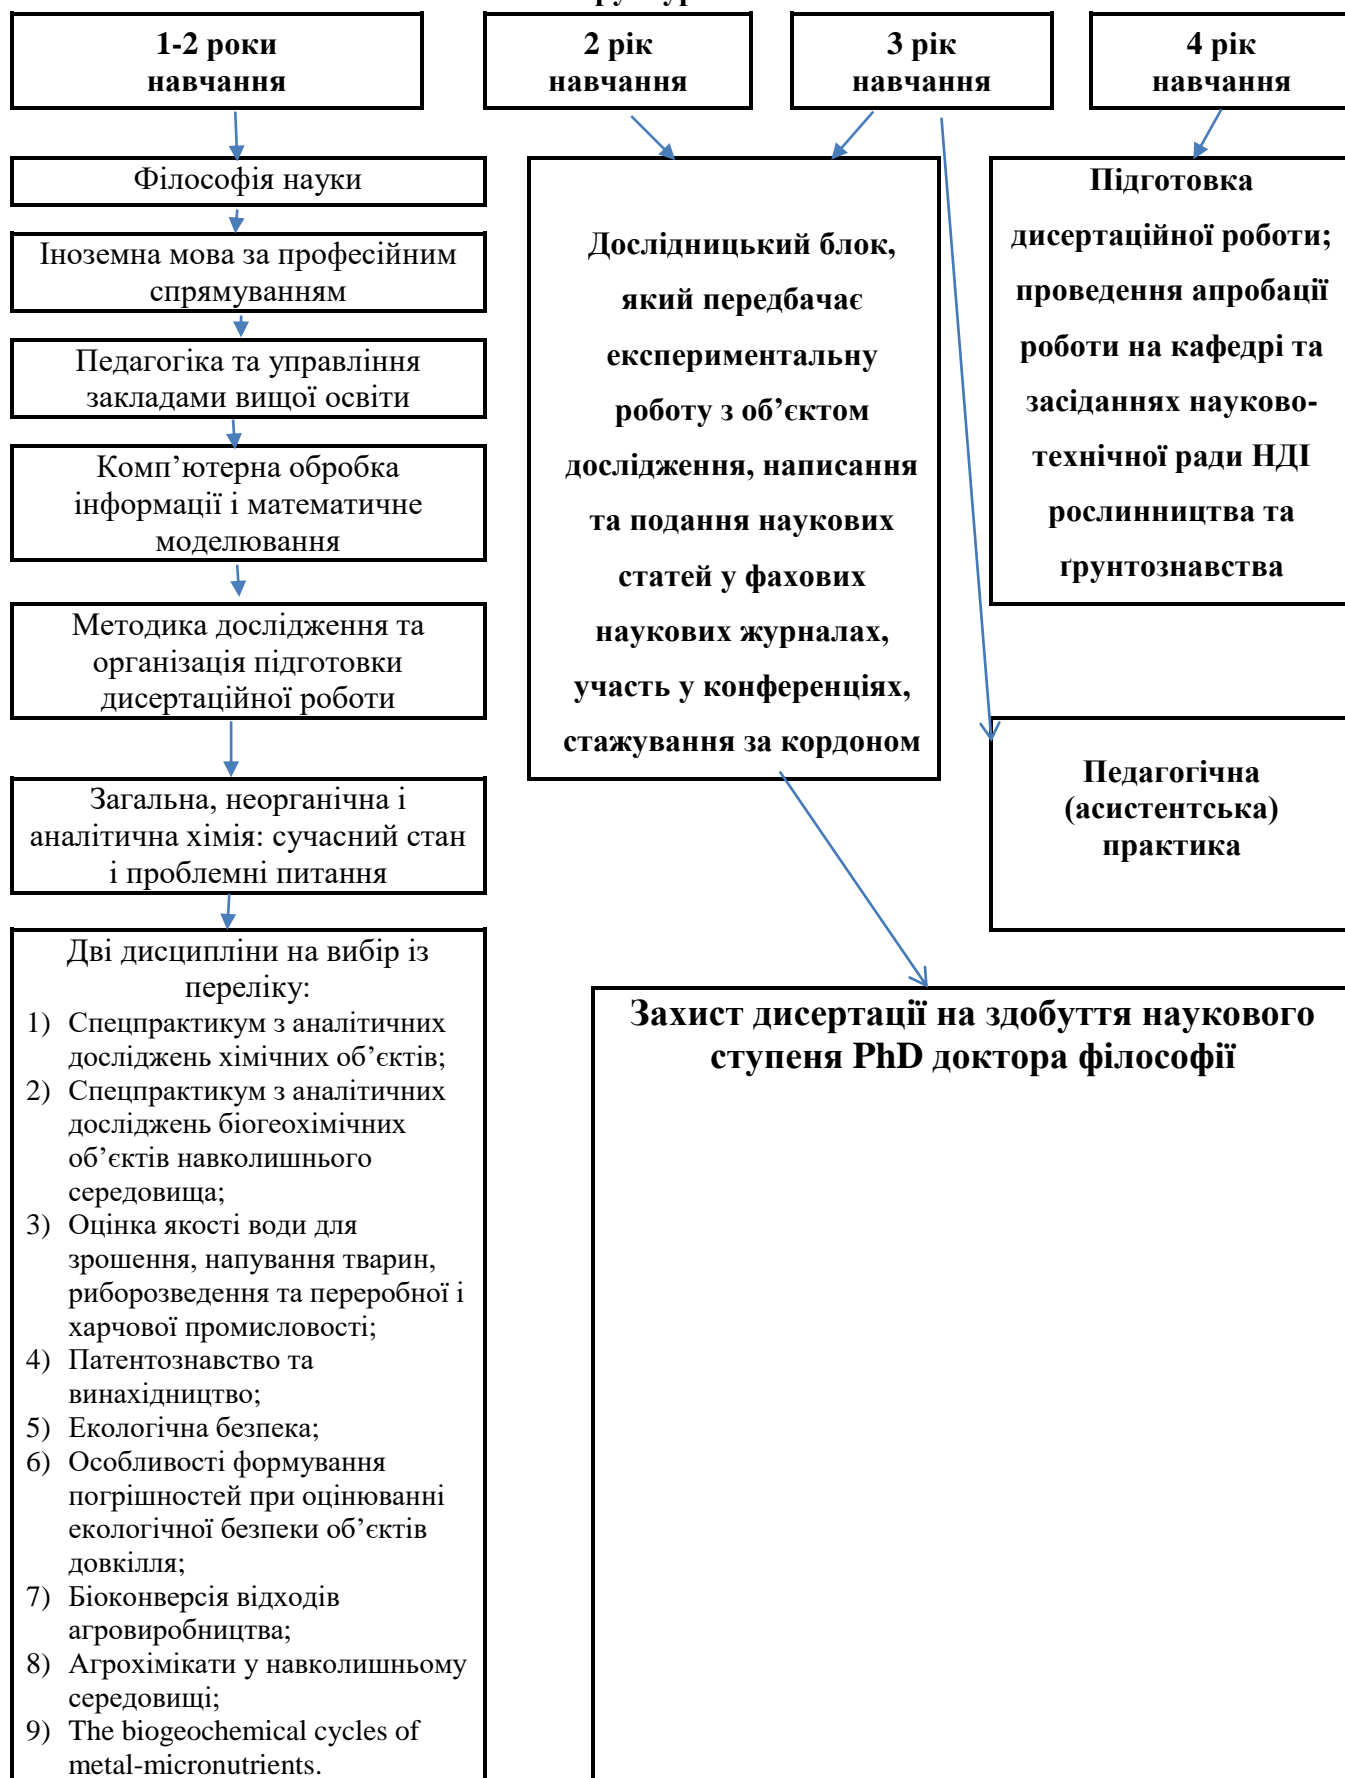 1-2 роки
навчання
2 рік
навчання
3 рік
навчання
4 рік
навчання
Філософія науки
Іноземна мова за професійним
спрямуванням
Педагогіка та управління
закладами вищої освіти
Комп’ютерна обробка
інформації і математичне
моделювання
Методика дослідження та
організація підготовки
дисертаційної роботи
Загальна, неорганічна і
аналітична хімія: сучасний стан
і проблемні питання
Дві дисципліни на вибір із
переліку:
1) Спецпрактикум з аналітичних
досліджень хімічних об’єктів;
2) Спецпрактикум з аналітичних
досліджень біогеохімічних
об’єктів навколишнього
середовища;
3) Оцінка якості води для
зрошення, напування тварин,
риборозведення та переробної і
харчової промисловості;
4) Патентознавство та
винахідництво;
5) Екологічна безпека;
6) Особливості формування
погрішностей при оцінюванні
екологічної безпеки об’єктів
довкілля;
7) Біоконверсія відходів
агровиробництва;
8) Агрохімікати у навколишньому
середовищі;
9) The biogeochemical cycles of
metal-micronutrients.
Дослідницький блок,
який передбачає
експериментальну
роботу з об’єктом
дослідження, написання
та подання наукових
статей у фахових
наукових журналах,
участь у конференціях,
стажування за кордоном
Підготовка
дисертаційної роботи;
проведення апробації
роботи на кафедрі та
засіданнях науково-
технічної ради НДІ
рослинництва та
ґрунтознавства
Педагогічна
(асистентська)
практика
Захист дисертації на здобуття наукового
ступеня PhD доктора філософії